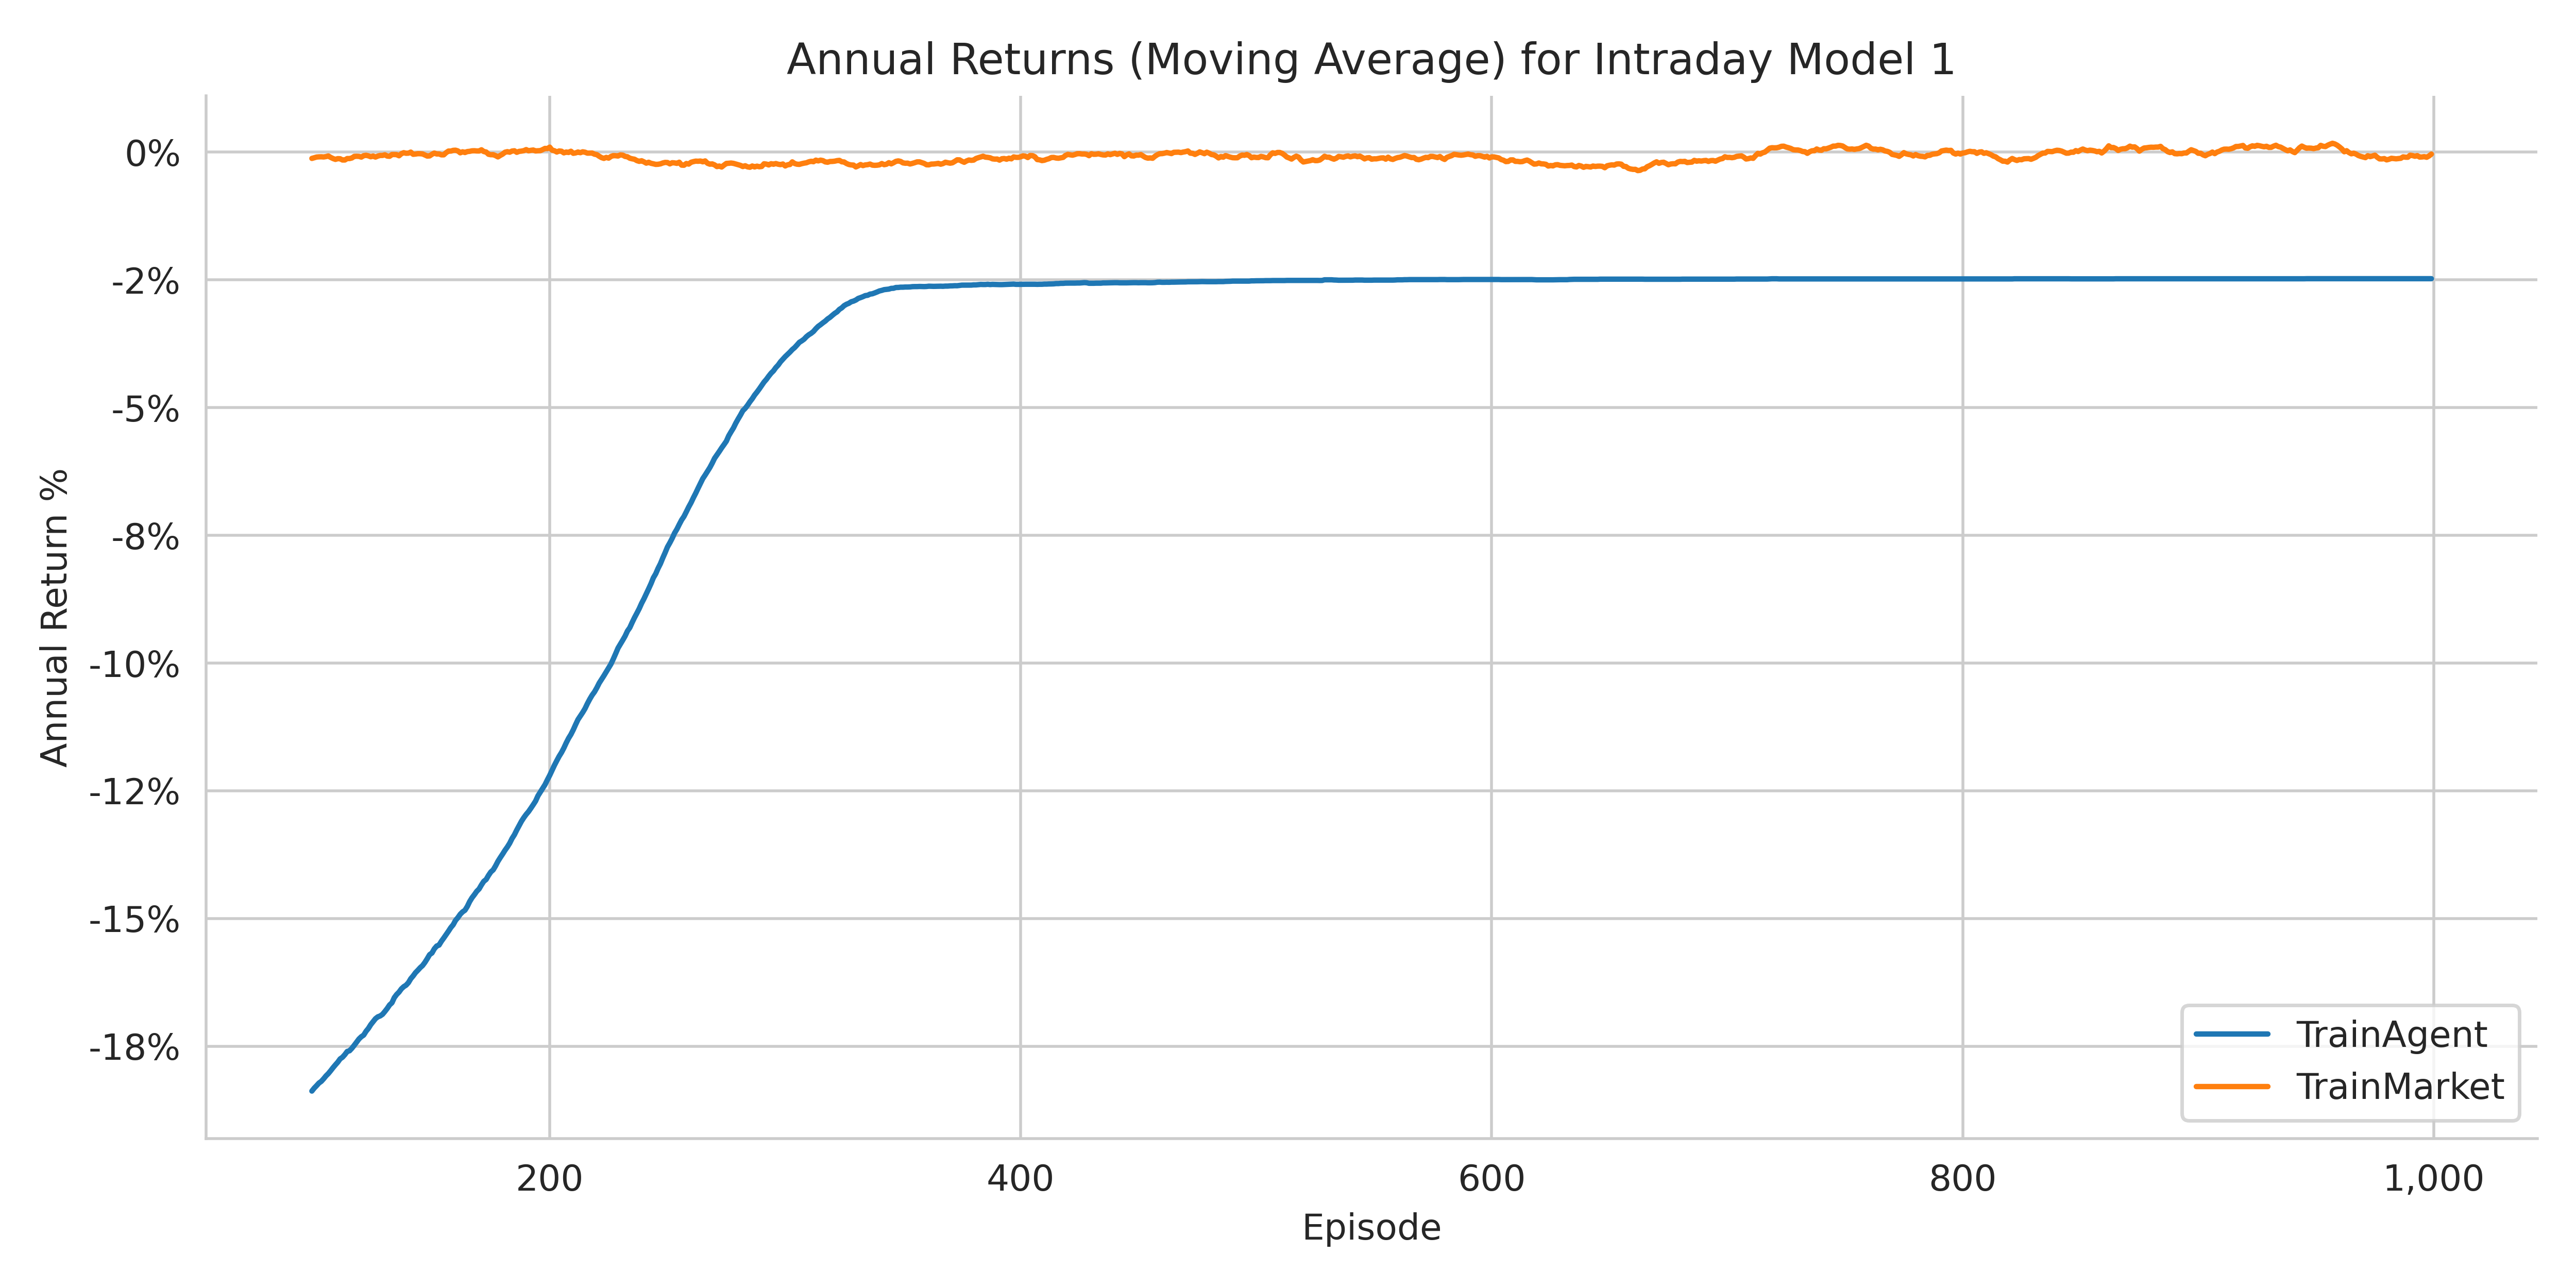 Annual Returns (Moving Average) for Intraday Model 1
Annual Return %
0%
-2%
-5%
-8%
-10%
-12%
-15%
-18%
TrainAgent
TrainMarket
200
400
600
800
1,000
Episode